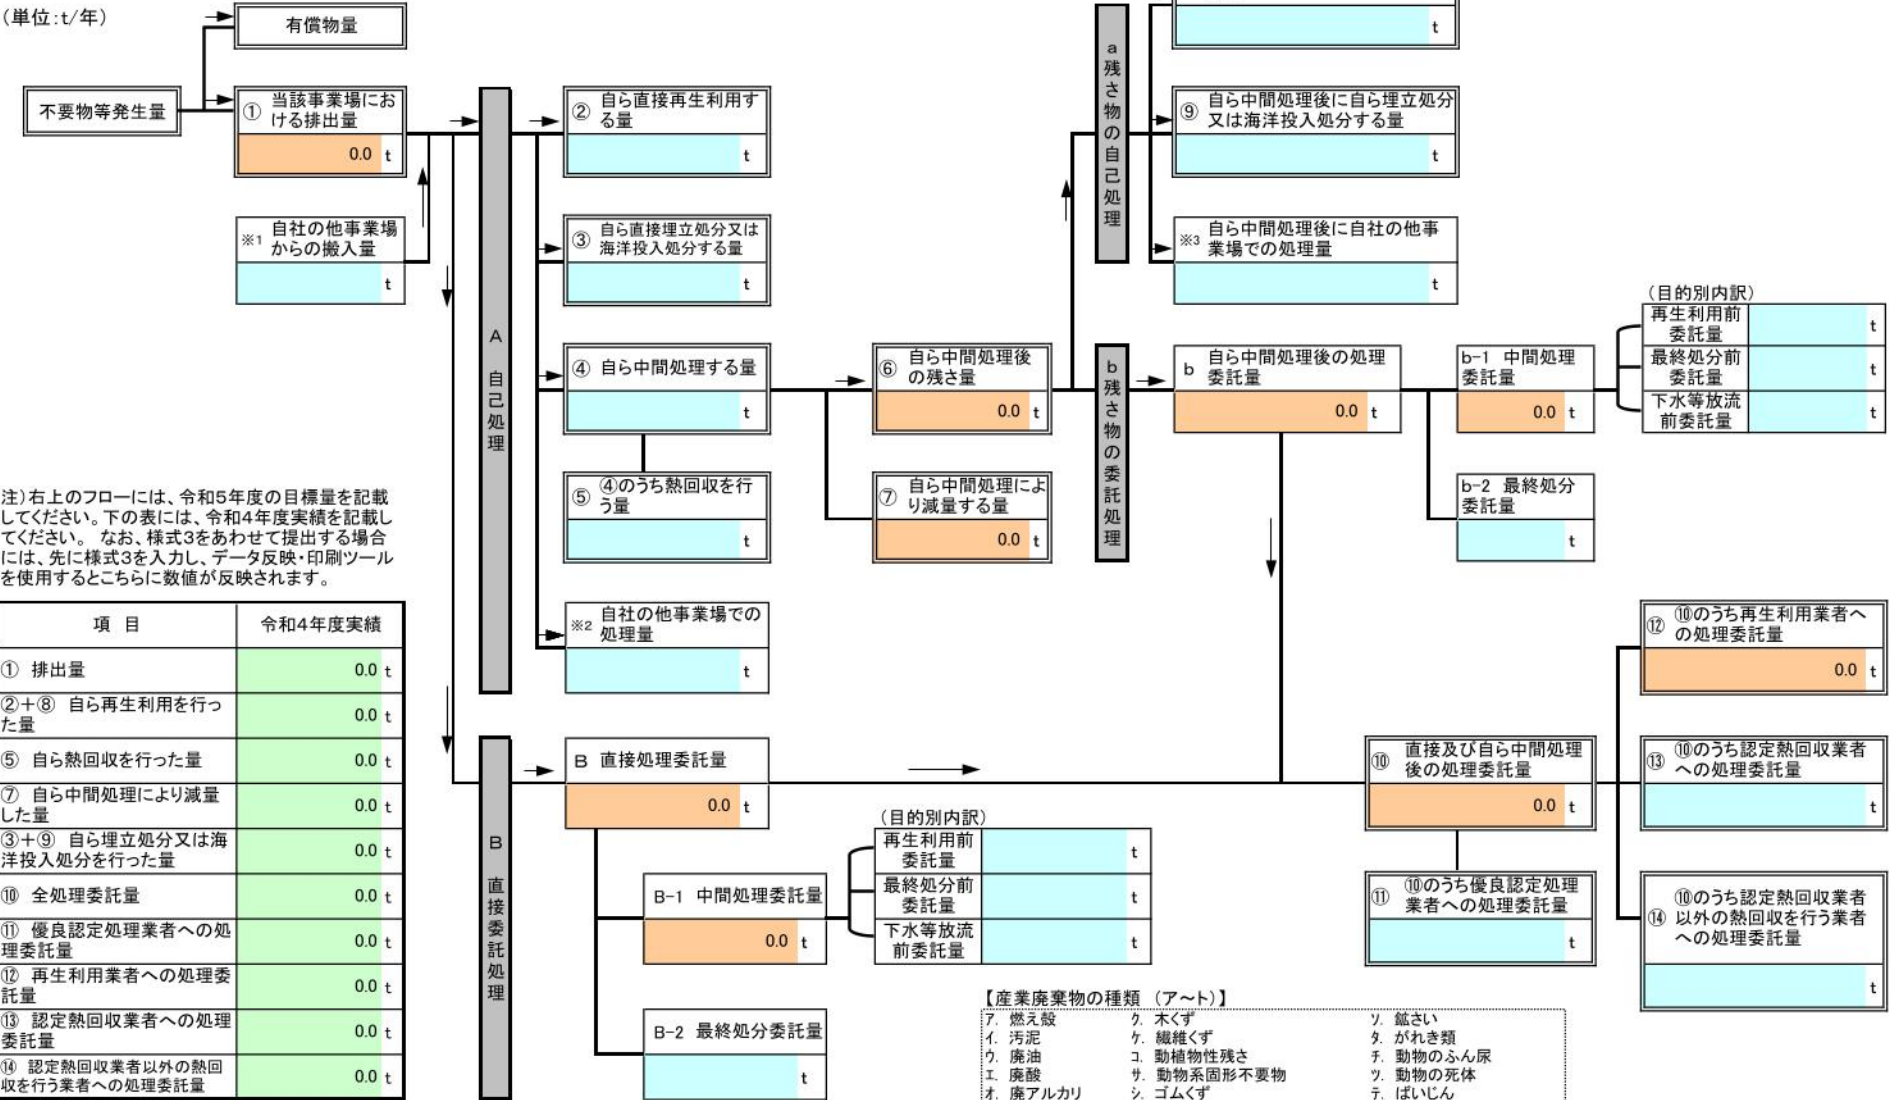 (単位:t/年)
有償物量
不要物等発生量
① 当該事業場にお
ける排出量
0.0 t
※1 自社の他事業場
からの搬入量
t
A 自己処理
② 自ら直接再生利用す
る量
t
③ 自ら直接埋立処分又は
海洋投入処分する量
t
④ 自ら中間処理する量
t
⑤ ④のうち熱回収を行
う量
t
※2 自社の他事業場での
処理量
t
⑥ 自ら中間処理後
の残さ量
0.0 t
⑦ 自ら中間処理によ
り減量する量
0.0 t
a 残さ物の自己処理
t
⑨ 自ら中間処理後に自ら埋立処分
又は海洋投入処分する量
t
※3 自ら中間処理後に自社の他事
業場での処理量
t
b 残さ物の委託処理
b 自ら中間処理後の処理
委託量
0.0 t
b-1 中間処理
委託量
0.0 t
b-2 最終処分
委託量
t
(目的別内訳)
再生利用前
委託量
t
最終処分前
委託量
t
下水等放流
前委託量
t
注)右上のフローには、令和5年度の目標量を記載
してください。下の表には、令和4年度実績を記載し
てください。 なお、様式3をあわせて提出する場合
には、先に様式3を入力し、データ反映・印刷ツール
を使用するとこちらに数値が反映されます。
項 目 令和4年度実績
① 排出量 0.0 t
②+⑧ 自ら再生利用を行っ
た量 0.0 t
⑤ 自ら熱回収を行った量 0.0 t
⑦ 自ら中間処理により減量
した量 0.0 t
③+⑨ 自ら埋立処分又は海
洋投入処分を行った量 0.0 t
⑩ 全処理委託量 0.0 t
⑪ 優良認定処理業者への処
理委託量 0.0 t
⑫ 再生利用業者への処理委
託量 0.0 t
⑬ 認定熱回収業者への処理
委託量 0.0 t
⑭ 認定熱回収業者以外の熱回
収を行う業者への処理委託量 0.0 t
B 直接委託処理
B 直接処理委託量
0.0 t
B-1 中間処理委託量
0.0 t
B-2 最終処分委託量
t
(目的別内訳)
再生利用前
委託量
t
最終処分前
委託量
t
下水等放流
前委託量
t
⑩ 直接及び自ら中間処理
後の処理委託量
0.0 t
⑪ ⑩のうち優良認定処理
業者への処理委託量
t
⑫ ⑩のうち再生利用業者へ
の処理委託量
0.0 t
⑬ ⑩のうち認定熱回収業者
への処理委託量
t
⑭ ⑩のうち認定熱回収業者
以外の熱回収を行う業者
への処理委託量
t
【産業廃棄物の種類 (ア~ト)】
ア. 燃え殻 ク. 木くず ソ. 鉱さい
イ. 汚泥 ケ. 繊維くず タ. がれき類
ウ. 廃油 コ. 動植物性残さ チ. 動物のふん尿
エ. 廃酸 サ. 動物系固形不要物 ツ. 動物の死体
オ. 廃アルカリ シ. ゴムくず テ. ばいじん